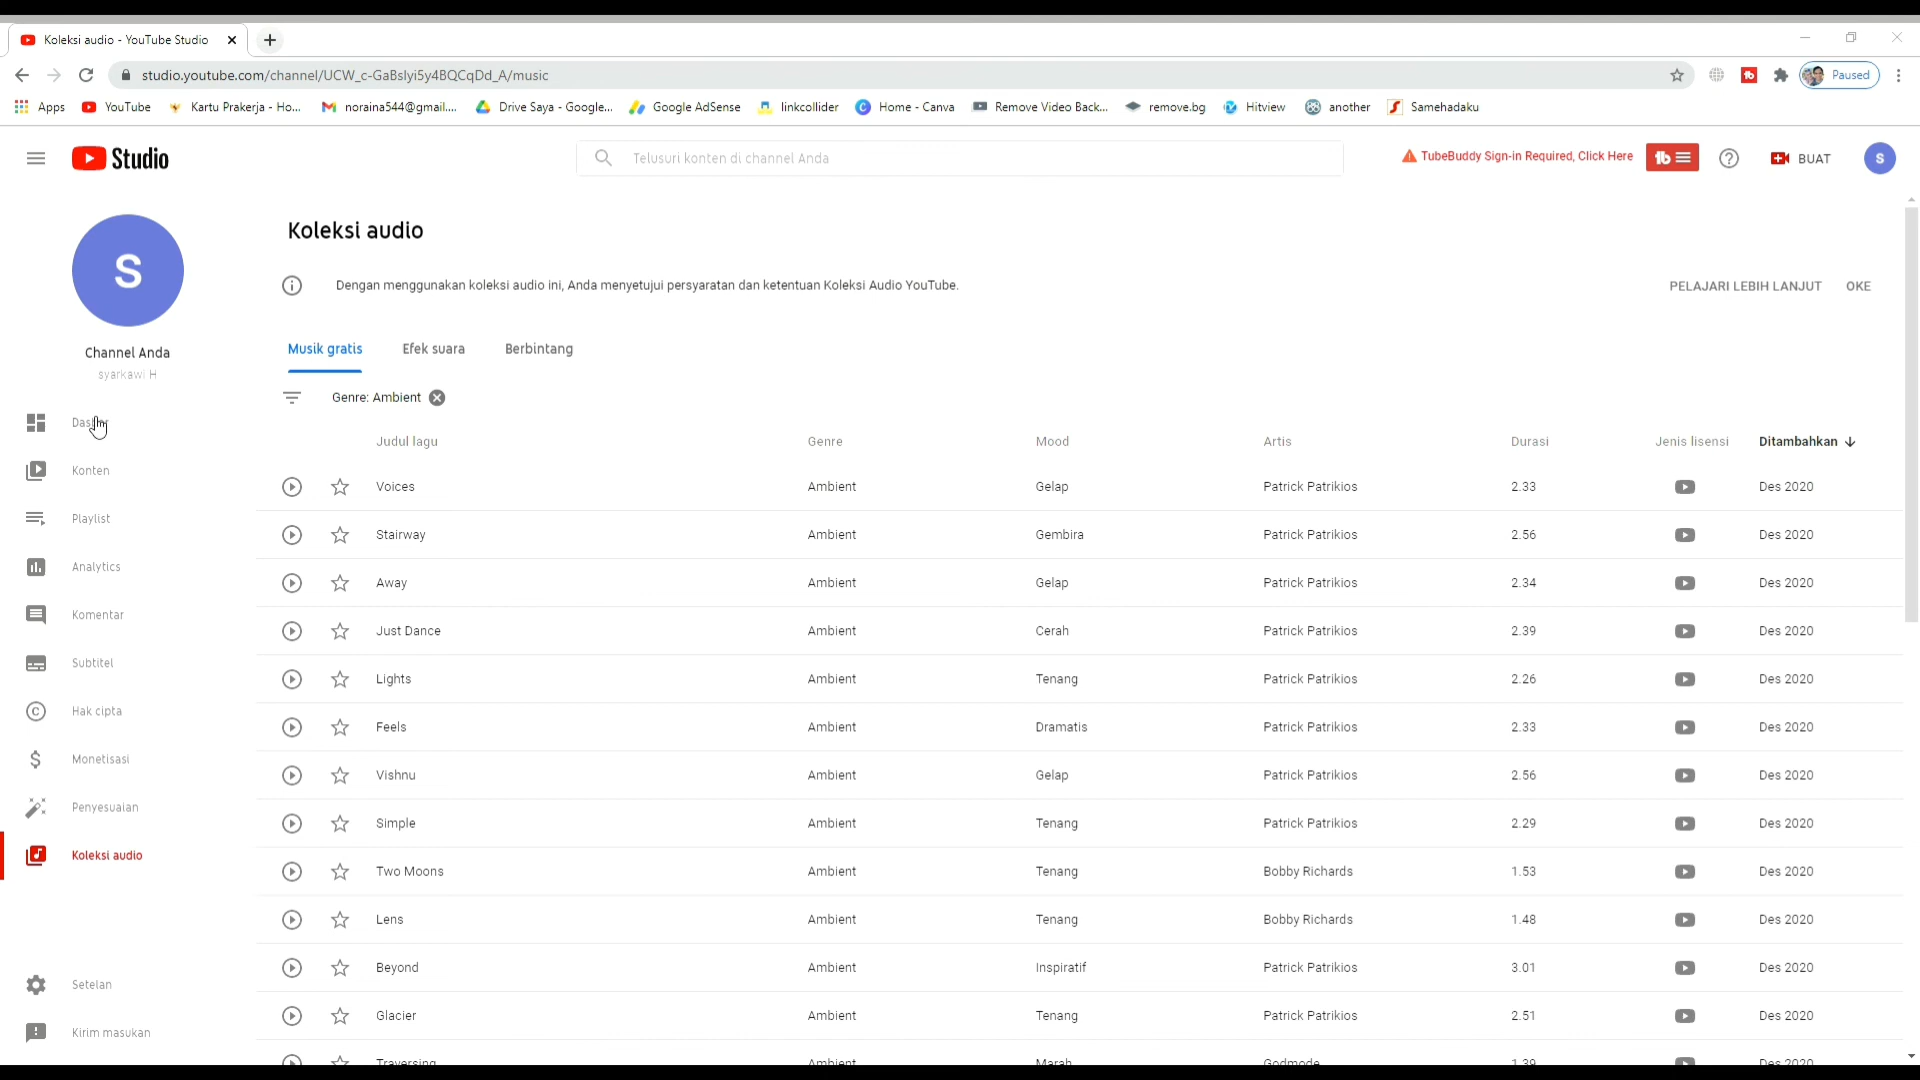 Koleksi audio - YouTube Studio
studio.youtube.com/channel/UCW_c-GaBslyi5y4BQCqDd_A/music
Paused
Apps YouTube Kartu Prakerja - Ho... noraina544@gmail.... Drive Saya - Google... Google AdSense linkcollider Home - Canva Remove Video Back... remove.bg Hitview another Samehadaku
Studio
Telusuri konten di channel Anda
TubeBuddy Sign-in Required, Click Here
BUAT
S
S
Channel Anda
syarkawi H
Konten
Playlist
Analytics
Komentar
Subtitel
Hak cipta
Monetisasi
Penyesuaian
Koleksi audio
Setelan
Kirim masukan
Koleksi audio
Dengan menggunakan koleksi audio ini, Anda menyetujui persyaratan dan ketentuan Koleksi Audio YouTube.
PELAJARI LEBIH LANJUT OKE
Musik gratis Efek suara Berbintang
Genre: Ambient
Judul lagu Genre Mood Artis Durasi Jenis lisensi Ditambahkan
Voices Ambient Gelap Patrick Patrikios 2.33 Des 2020
Stairway Ambient Gembira Patrick Patrikios 2.56 Des 2020
Away Ambient Gelap Patrick Patrikios 2.34 Des 2020
Just Dance Ambient Cerah Patrick Patrikios 2.39 Des 2020
Lights Ambient Tenang Patrick Patrikios 2.26 Des 2020
Feels Ambient Dramatis Patrick Patrikios 2.33 Des 2020
Vishnu Ambient Gelap Patrick Patrikios 2.56 Des 2020
Simple Ambient Tenang Patrick Patrikios 2.29 Des 2020
Two Moons Ambient Tenang Bobby Richards 1.53 Des 2020
Lens Ambient Tenang Bobby Richards 1.48 Des 2020
Beyond Ambient Inspiratif Patrick Patrikios 3.01 Des 2020
Glacier Ambient Tenang Patrick Patrikios 2.51 Des 2020
Traversing Ambient Marah Godmode 1.39 Des 2020